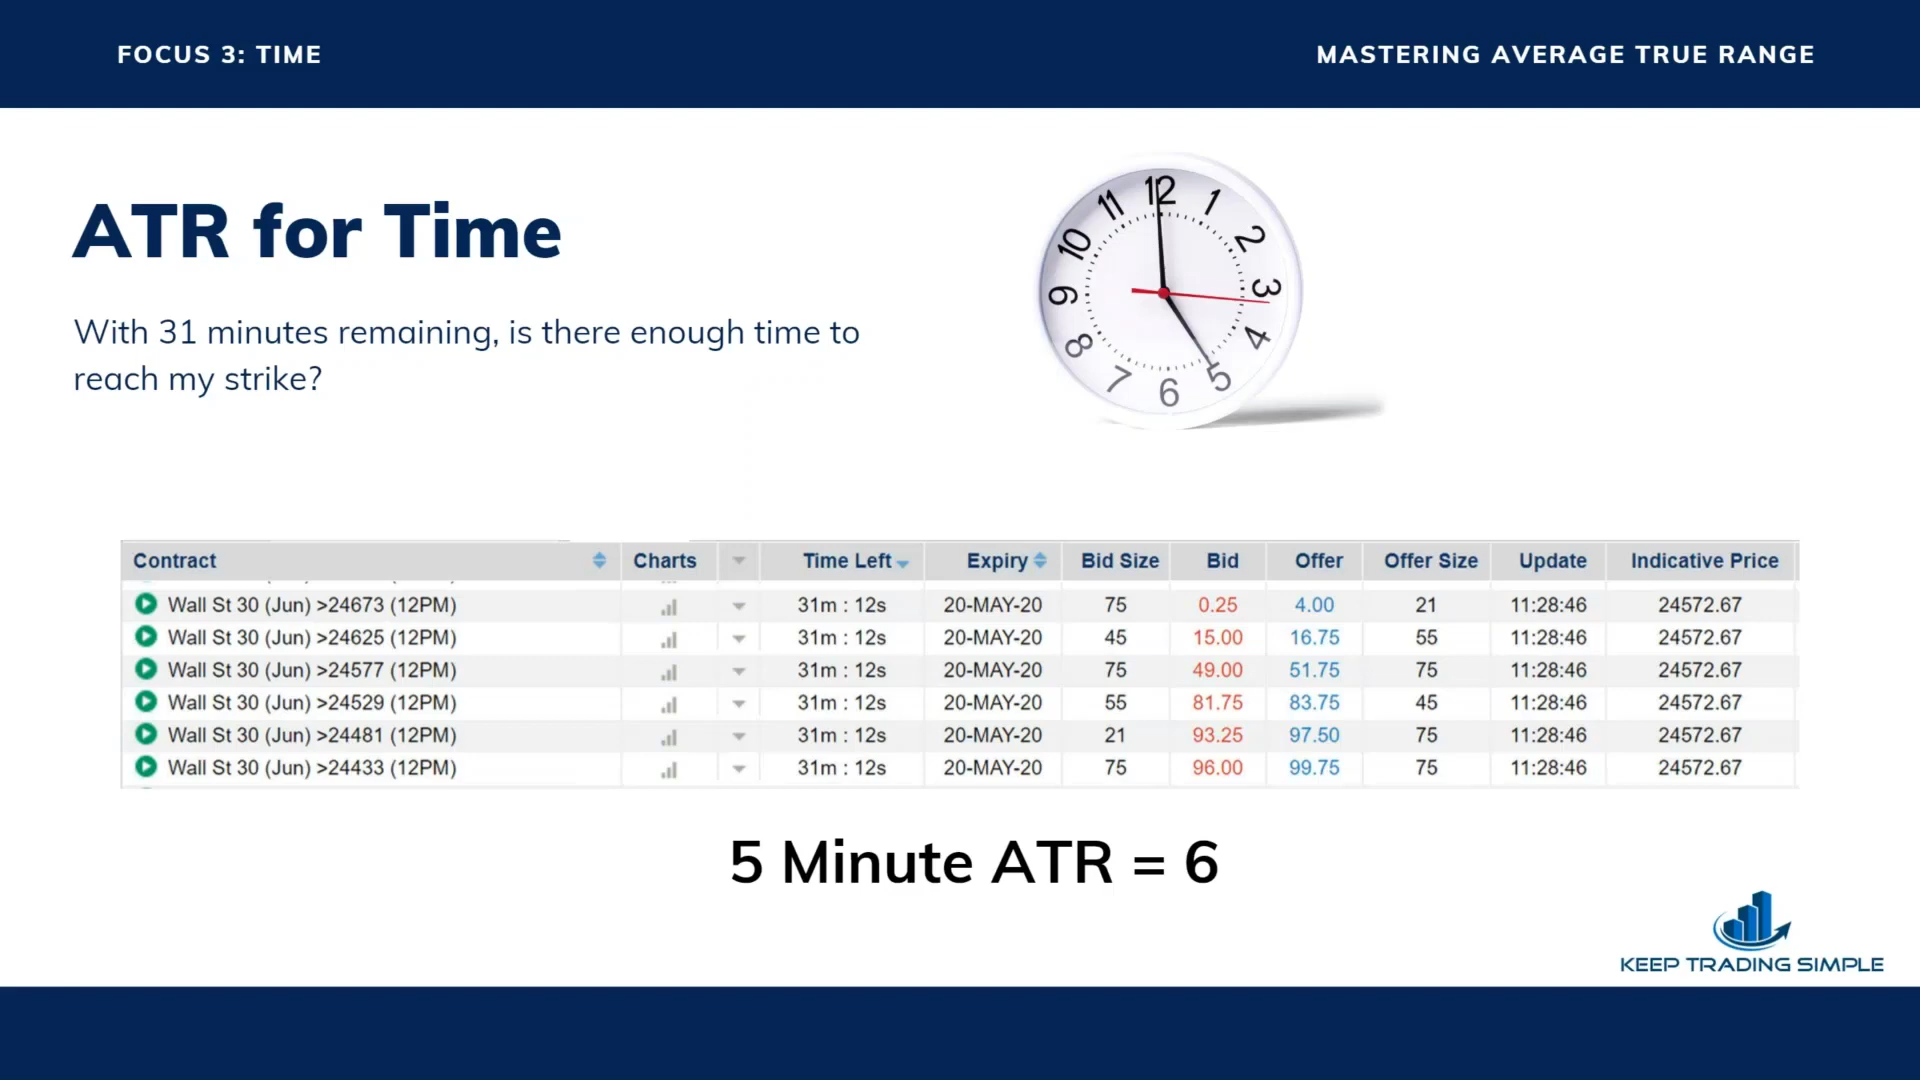 FOCUS 3: TIME
MASTERING AVERAGE TRUE RANGE
ATR for Time
With 31 minutes remaining, is there enough time to
reach my strike?
12
1
2
3
4
5
6
7
8
9
10
11
Contract Charts Time Left Expiry Bid Size Bid Offer Offer Size Update Indicative Price
Wall St 30 (Jun) >24673 (12PM) 31m : 12s 20-MAY-20 75 0.25 4.00 21 11:28:46 24572.67
Wall St 30 (Jun) >24625 (12PM) 31m : 12s 20-MAY-20 45 15.00 16.75 55 11:28:46 24572.67
Wall St 30 (Jun) >24577 (12PM) 31m : 12s 20-MAY-20 75 49.00 51.75 75 11:28:46 24572.67
Wall St 30 (Jun) >24529 (12PM) 31m : 12s 20-MAY-20 55 81.75 83.75 45 11:28:46 24572.67
Wall St 30 (Jun) >24481 (12PM) 31m : 12s 20-MAY-20 21 93.25 97.50 75 11:28:46 24572.67
Wall St 30 (Jun) >24433 (12PM) 31m : 12s 20-MAY-20 75 96.00 99.75 75 11:28:46 24572.67
5 Minute ATR = 6
KEEP TRADING SIMPLE